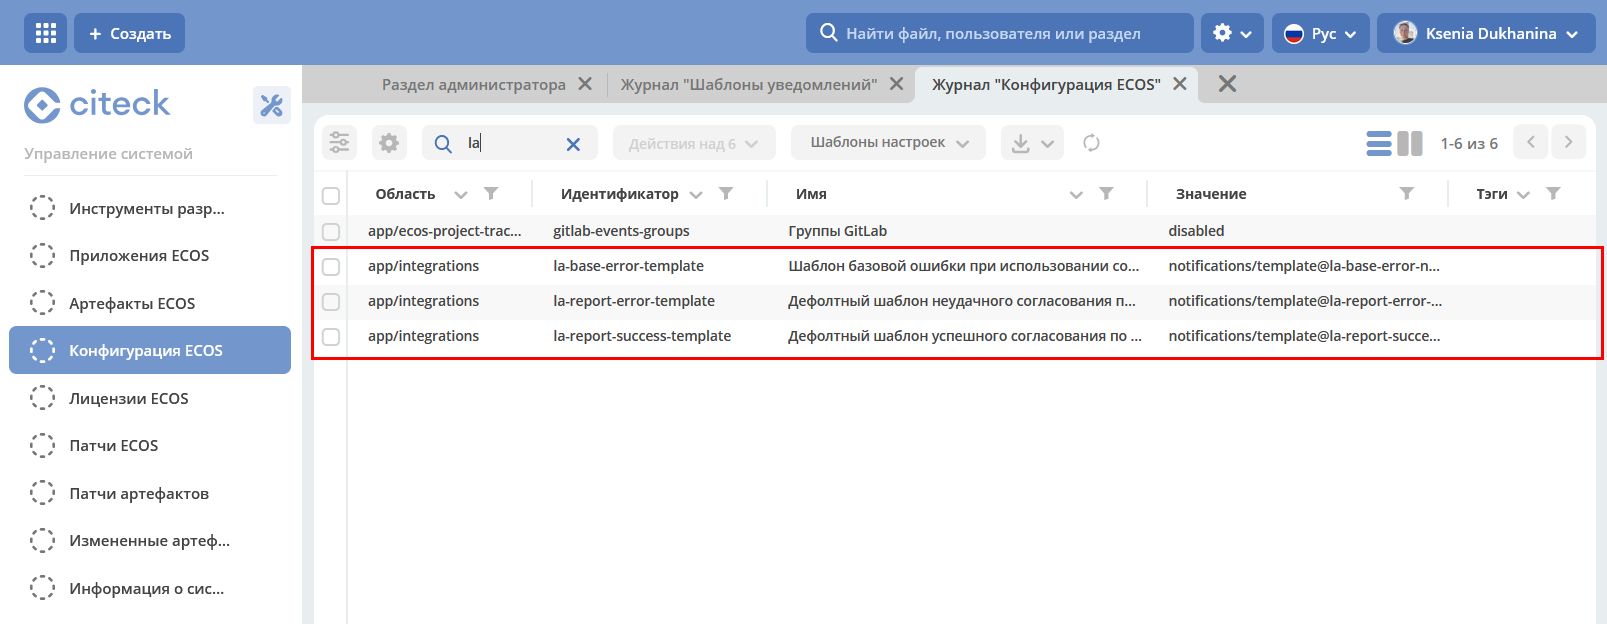 + Создать
Найти файл, пользователя или раздел
Рус
Ksenia Dukhanina
citeck
Управление системой
Инструменты разр...
Приложения ECOS
Артефакты ECOS
Конфигурация ECOS
Лицензии ECOS
Патчи ECOS
Патчи артефактов
Измененные артеф...
Информация о сис...
Раздел администратора
Журнал "Шаблоны уведомлений"
Журнал "Конфигурация ECOS"
la
Действия над 6
Шаблоны настроек
1-6 из 6
Область Идентификатор Имя Значение Тэги
app/ecos-project-trac... gitlab-events-groups Группы GitLab disabled
app/integrations la-base-error-template Шаблон базовой ошибки при использовании со... notifications/template@la-base-error-n...
app/integrations la-report-error-template Дефолтный шаблон неудачного согласования п... notifications/template@la-report-error-...
app/integrations la-report-success-template Дефолтный шаблон успешного согласования по ... notifications/template@la-report-succe...